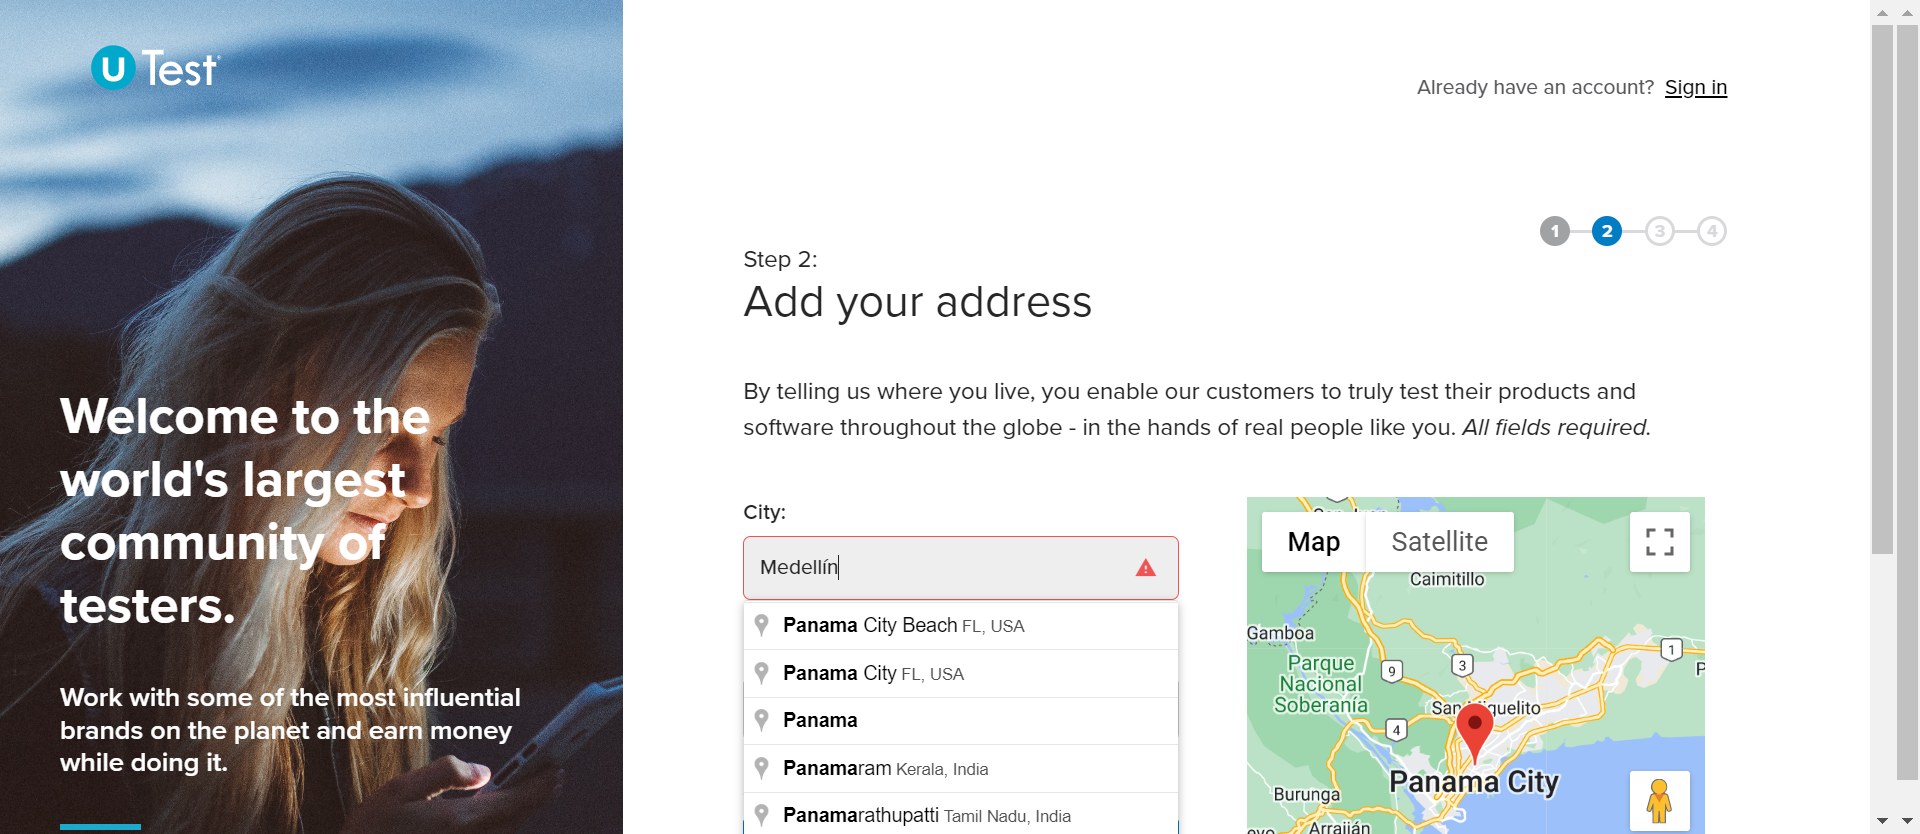 u Test
Already have an account? Sign in
1 2 3 4
Step 2:
Add your address
By telling us where you live, you enable our customers to truly test their products and
software throughout the globe - in the hands of real people like you. All fields required.
Welcome to the
world's largest
community of
testers.
Work with some of the most influential
brands on the planet and earn money
while doing it.
City:
Medellín
Panama City Beach FL, USA
Panama City FL, USA
Panama
Panamaram Kerala, India
Panamarathupatti Tamil Nadu, India
Map Satellite
Caimitillo
Gamboa
Parque
Nacional
Soberanía
1
9
3
4
San Miguelito
Panama City
Burunga
Arraiján